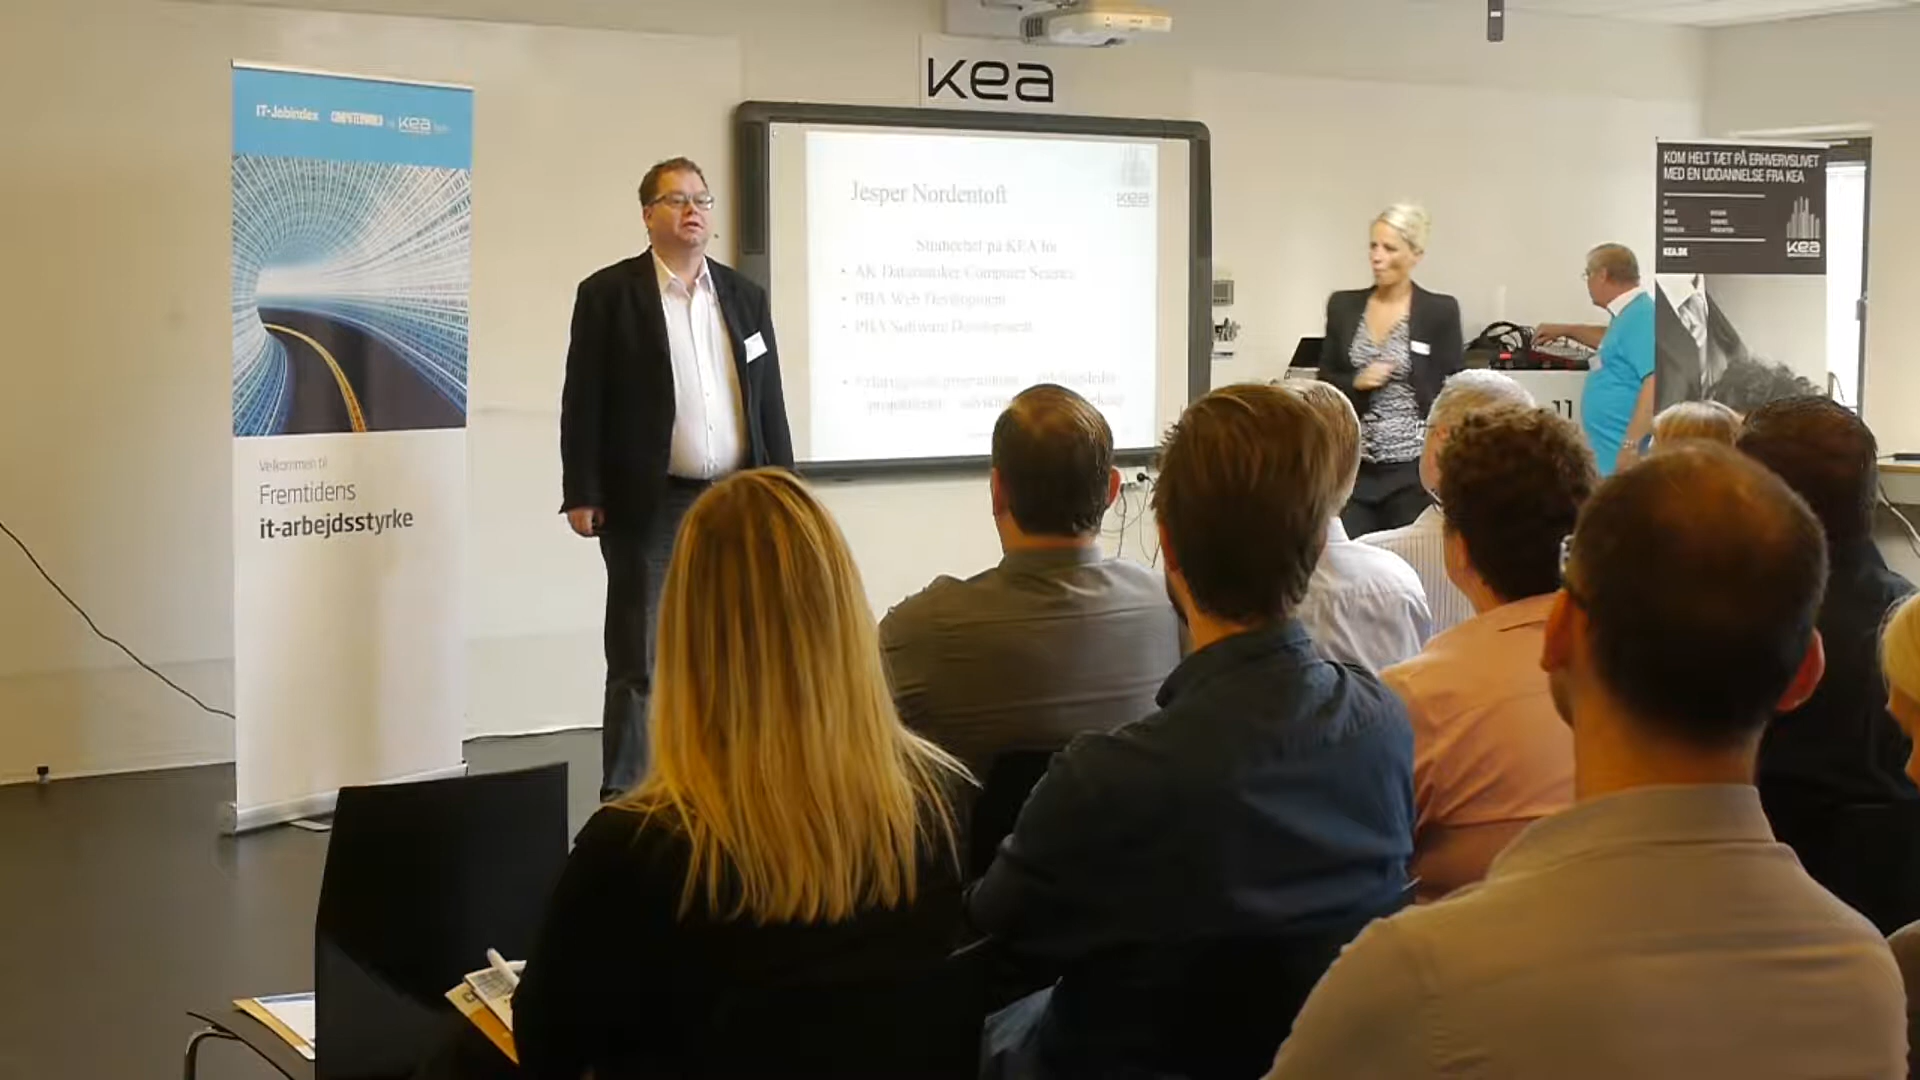 kea
IT-Jobindex COMPUTERWORLD kea
Velkommen til
Fremtidens
it-arbejdsstyrke
kea
Jesper Nordentoft
Studiechef på KEA for
• AK Datamatiker Computer Science
• PBA Web Development
• PBA Software Development
KOM HELT TÆT PÅ ERHVERVSLIVET
MED EN UDDANNELSE FRA KEA
kea
KEA.DK